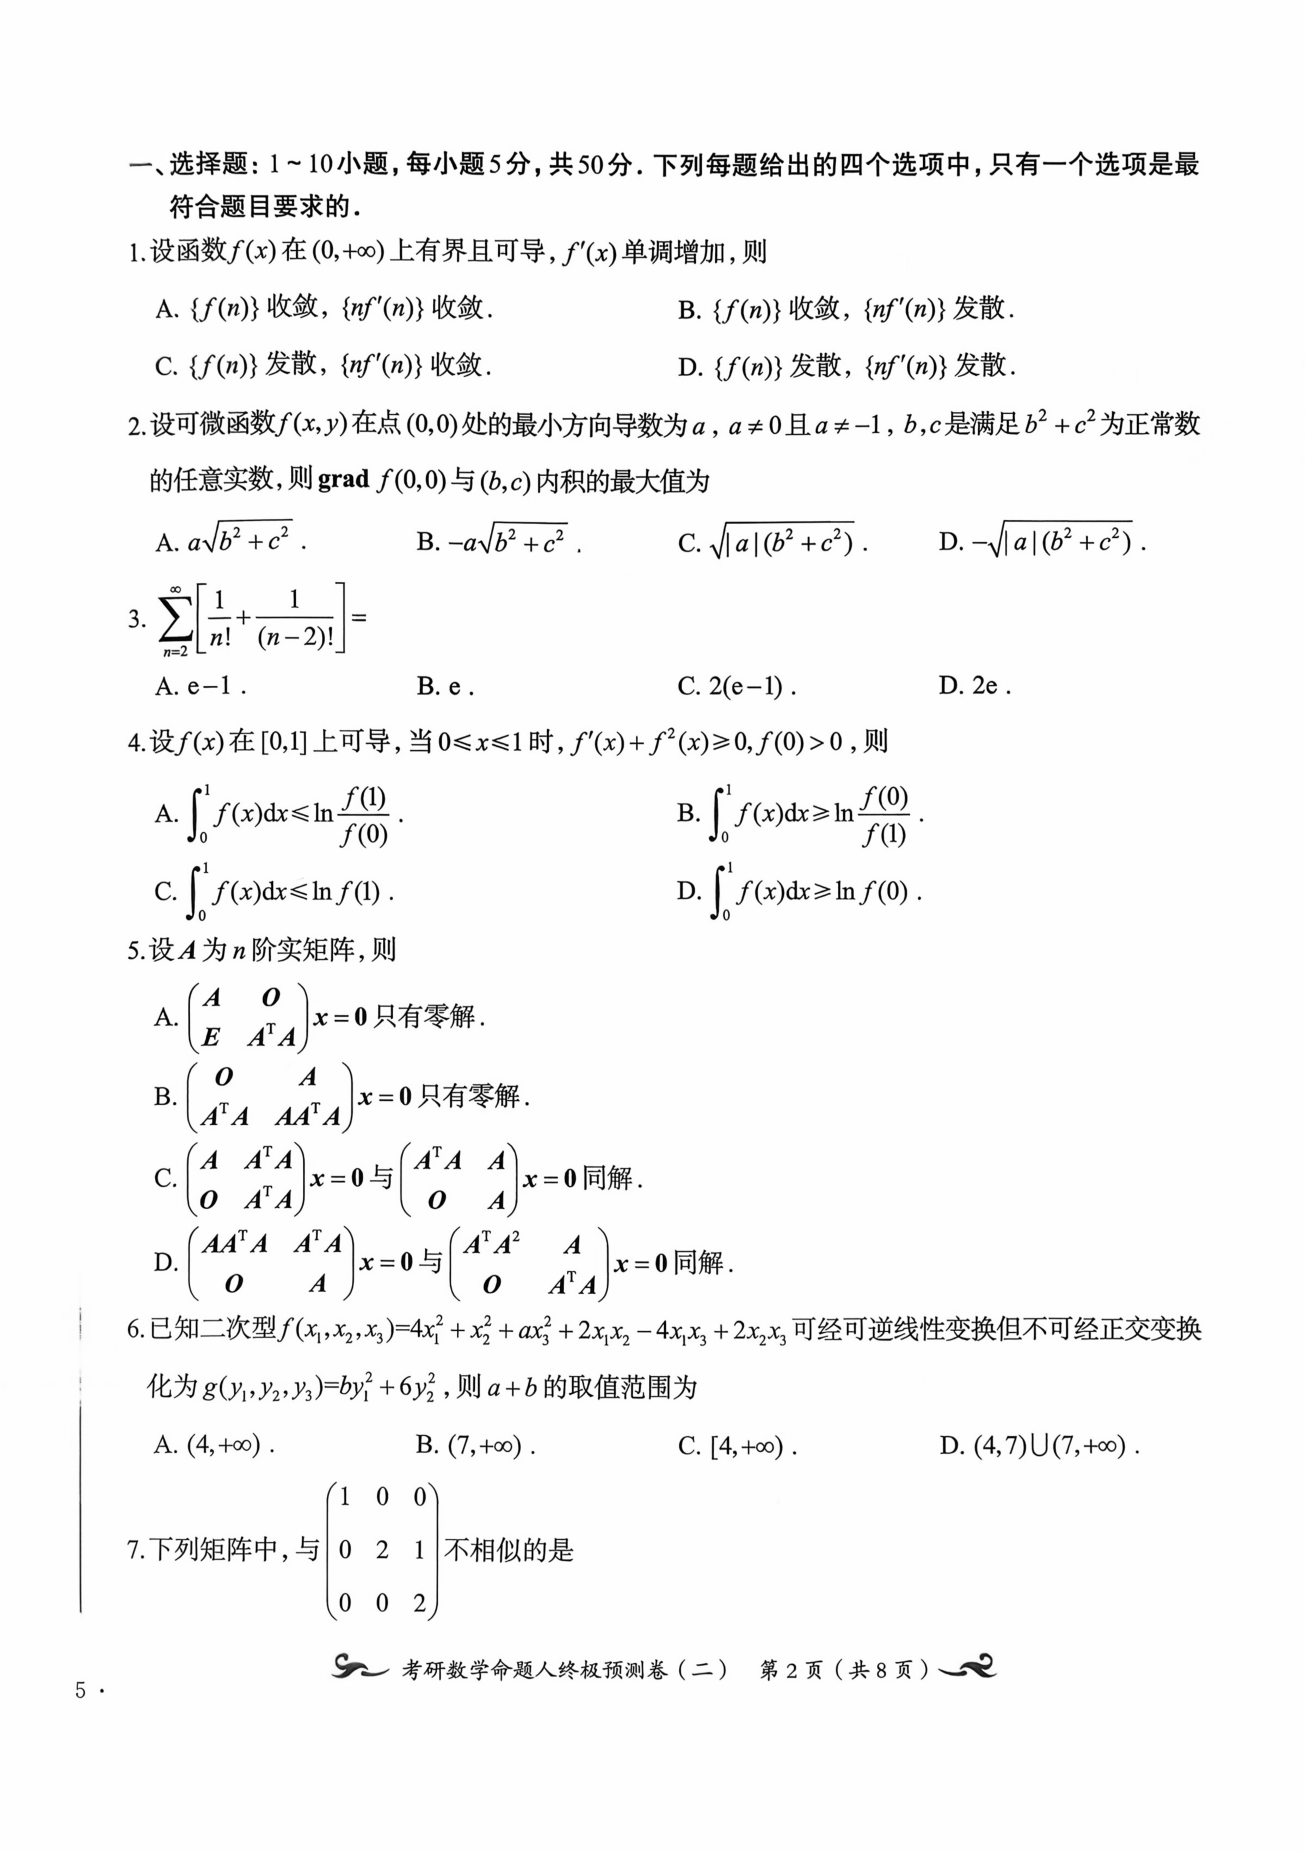 一、选择题：1～10小题，每小题5分，共50分．下列每题给出的四个选项中，只有一个选项是最
符合题目要求的．
1.设函数f(x)在(0,+∞)上有界且可导，f′(x)单调增加，则
A. {f(n)}收敛，{nf′(n)}收敛．
B. {f(n)}收敛，{nf′(n)}发散．
C. {f(n)}发散，{nf′(n)}收敛．
D. {f(n)}发散，{nf′(n)}发散．
2.设可微函数f(x,y)在点(0,0)处的最小方向导数为a，a≠0且a≠−1，b,c是满足b²+c²为正常数
的任意实数，则grad f(0,0)与(b,c)内积的最大值为
A. a√(b²+c²)．
B. −a√(b²+c²)．
C. √(|a|(b²+c²))．
D. −√(|a|(b²+c²))．
3. ∑_{n=2}^{∞}[1/n! + 1/(n−2)!]=
A. e−1．
B. e．
C. 2(e−1)．
D. 2e．
4.设f(x)在[0,1]上可导，当0≤x≤1时，f′(x)+f²(x)≥0,f(0)>0，则
A. ∫₀¹ f(x)dx≤ln f(1)/f(0)．
B. ∫₀¹ f(x)dx≥ln f(0)/f(1)．
C. ∫₀¹ f(x)dx≤ln f(1)．
D. ∫₀¹ f(x)dx≥ln f(0)．
5.设A为n阶实矩阵，则
A. (A O; E AᵀA)x=0只有零解．
B. (O A; AᵀA AAᵀA)x=0只有零解．
C. (A AᵀA; O AᵀA)x=0与(AᵀA A; O A)x=0同解．
D. (AAᵀA AᵀA; O A)x=0与(AᵀA² A; O AᵀA)x=0同解．
6.已知二次型f(x₁,x₂,x₃)=4x₁²+x₂²+ax₃²+2x₁x₂−4x₁x₃+2x₂x₃可经可逆线性变换但不可经正交变换
化为g(y₁,y₂,y₃)=by₁²+6y₂²，则a+b的取值范围为
A. (4,+∞)．
B. (7,+∞)．
C. [4,+∞)．
D. (4,7)∪(7,+∞)．
7.下列矩阵中，与(1 0 0; 0 2 1; 0 0 2)不相似的是
考研数学命题人终极预测卷（二） 第2页（共8页）
5 ·